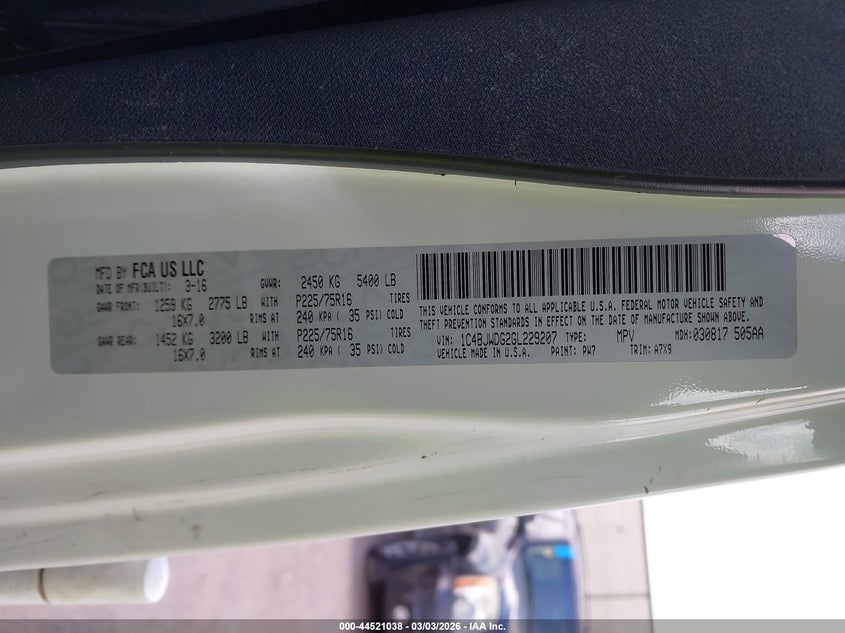 MFD BY FCA US LLC
DATE OF MFR(BUILT): 3-16 GVWR: 2450 KG 5400 LB
GAWR FRONT: 1259 KG 2775 LB WITH P225/75R16 TIRES
16X7.0 RIMS AT 240 KPA ( 35 PSI) COLD
GAWR REAR: 1452 KG 3200 LB WITH P225/75R16 TIRES
16X7.0 RIMS AT 240 KPA ( 35 PSI) COLD
THIS VEHICLE CONFORMS TO ALL APPLICABLE U.S.A. FEDERAL MOTOR VEHICLE SAFETY AND
THEFT PREVENTION STANDARDS IN EFFECT ON THE DATE OF MANUFACTURE SHOWN ABOVE.
VIN: 1C4BJWDG2GL229207 TYPE: MPV MDH: 030817 505AA
VEHICLE MADE IN U.S.A. PAINT: PW7 TRIM: A7X9
000-44521038 - 03/03/2026 - IAA Inc.